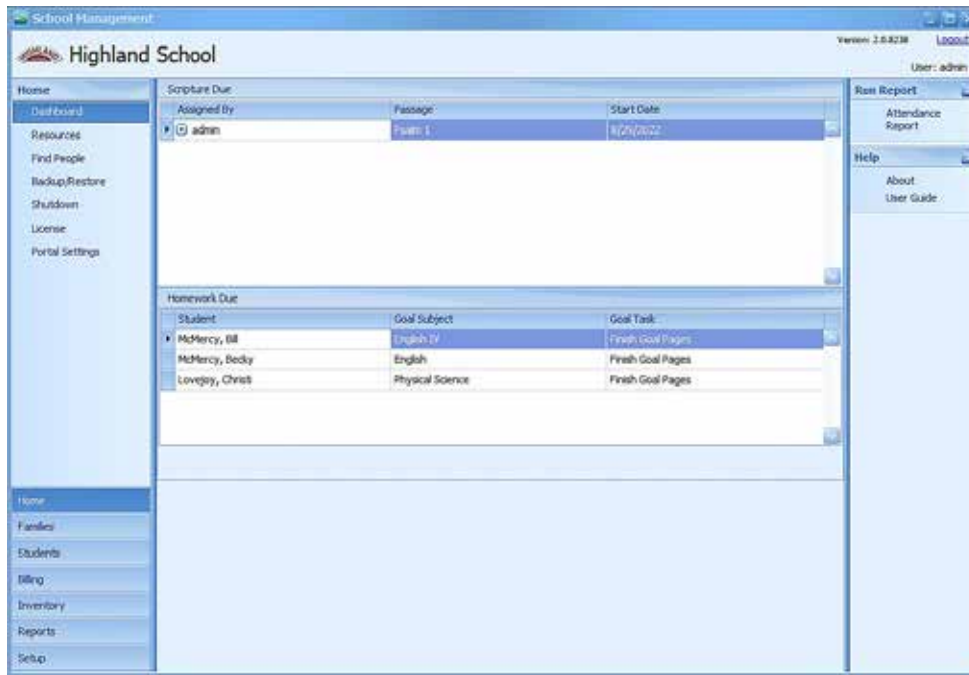 School Management
Highland School
Version: 2.0.8238 Logout
User: admin
Home
Dashboard
Resources
Find People
Backup/Restore
Shutdown
License
Portal Settings
Home
Families
Students
Billing
Inventory
Reports
Setup
Scripture Due
Assigned By Passage Start Date
admin Psalm 1 8/29/2022
Homework Due
Student Goal Subject Goal Task
McMercy, Bill English IV Finish Goal Pages
McMercy, Becky English Finish Goal Pages
Lovejoy, Christi Physical Science Finish Goal Pages
Run Report
Attendance
Report
Help
About
User Guide